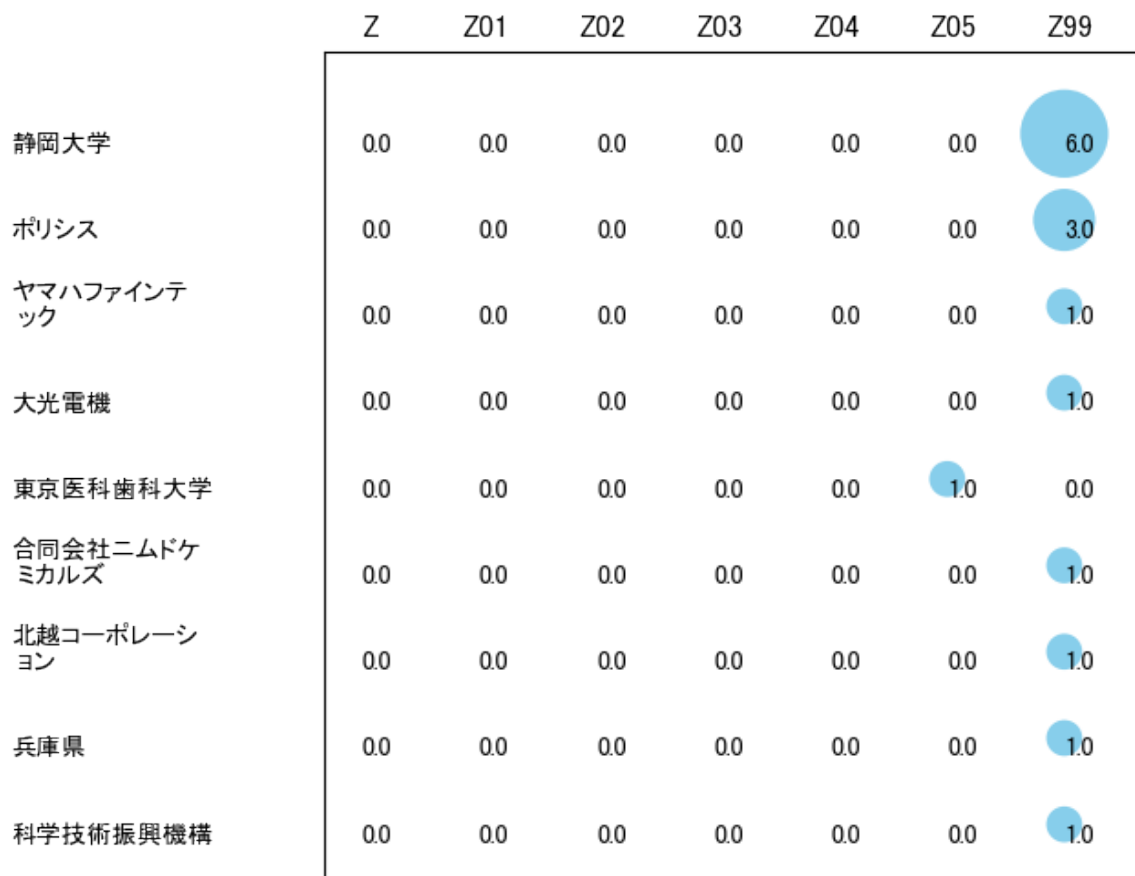 Z Z01 Z02 Z03 Z04 Z05 Z99
静岡大学 0.0 0.0 0.0 0.0 0.0 0.0 6.0
ポリシス 0.0 0.0 0.0 0.0 0.0 0.0 3.0
ヤマハファインテ
ック 0.0 0.0 0.0 0.0 0.0 0.0 1.0
大光電機 0.0 0.0 0.0 0.0 0.0 0.0 1.0
東京医科歯科大学 0.0 0.0 0.0 0.0 0.0 1.0 0.0
合同会社ニムドケ
ミカルズ 0.0 0.0 0.0 0.0 0.0 0.0 1.0
北越コーポレーシ
ョン 0.0 0.0 0.0 0.0 0.0 0.0 1.0
兵庫県 0.0 0.0 0.0 0.0 0.0 0.0 1.0
科学技術振興機構 0.0 0.0 0.0 0.0 0.0 0.0 1.0